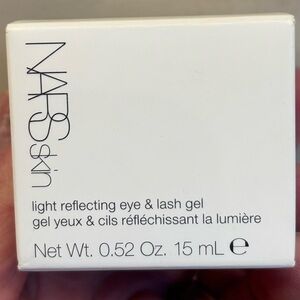 NARSskin
light reflecting eye & lash gel
gel yeux & cils réfléchissant la lumière
Net Wt. 0.52 Oz. 15 mL ℮